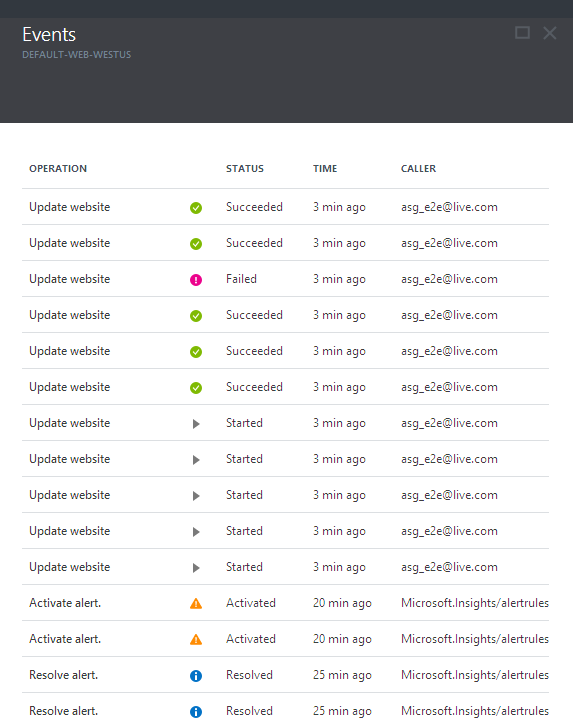 Events
DEFAULT-WEB-WESTUS
OPERATION STATUS TIME CALLER
Update website Succeeded 3 min ago asg_e2e@live.com
Update website Succeeded 3 min ago asg_e2e@live.com
Update website Failed 3 min ago asg_e2e@live.com
Update website Succeeded 3 min ago asg_e2e@live.com
Update website Succeeded 3 min ago asg_e2e@live.com
Update website Succeeded 3 min ago asg_e2e@live.com
Update website Started 3 min ago asg_e2e@live.com
Update website Started 3 min ago asg_e2e@live.com
Update website Started 3 min ago asg_e2e@live.com
Update website Started 3 min ago asg_e2e@live.com
Update website Started 3 min ago asg_e2e@live.com
Activate alert. Activated 20 min ago Microsoft.Insights/alertrules
Activate alert. Activated 20 min ago Microsoft.Insights/alertrules
Resolve alert. Resolved 25 min ago Microsoft.Insights/alertrules
Resolve alert. Resolved 25 min ago Microsoft.Insights/alertrules